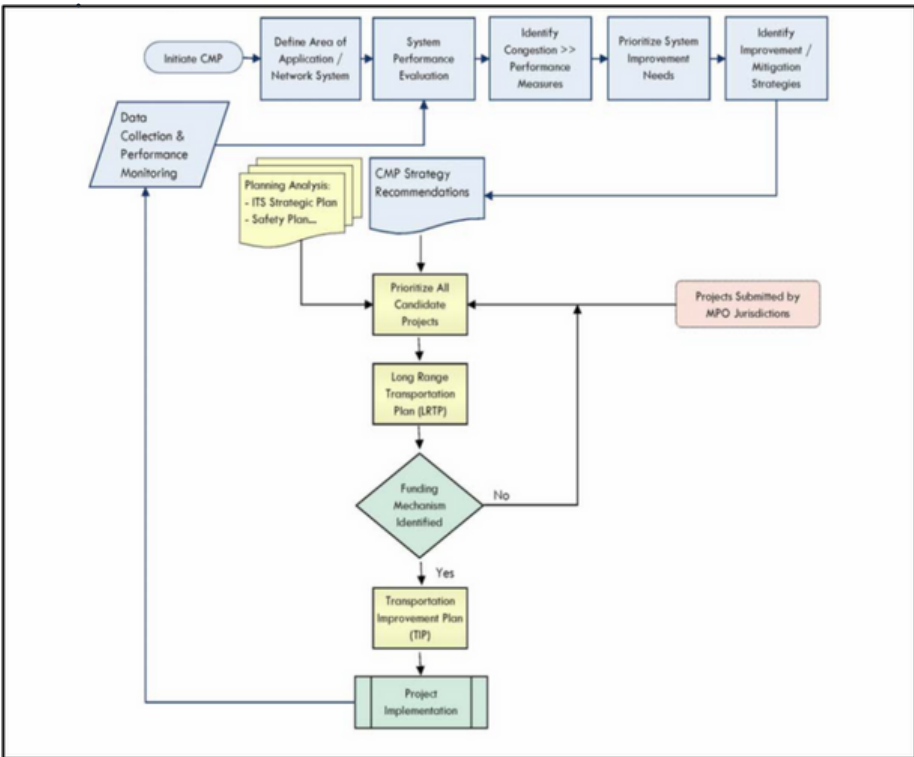 Initiate CMP
Define Area of
Application /
Network System
System
Performance
Evaluation
Identify
Congestion >>
Performance
Measures
Prioritize System
Improvement
Needs
Identify
Improvement /
Mitigation
Strategies
Data
Collection &
Performance
Monitoring
Planning Analysis:
- ITS Strategic Plan
- Safety Plan...
CMP Strategy
Recommendations
Prioritize All
Candidate
Projects
Projects Submitted by
MPO Jurisdictions
Long Range
Transportation
Plan (LRTP)
Funding
Mechanism
Identified
No
Yes
Transportation
Improvement Plan
(TIP)
Project
Implementation